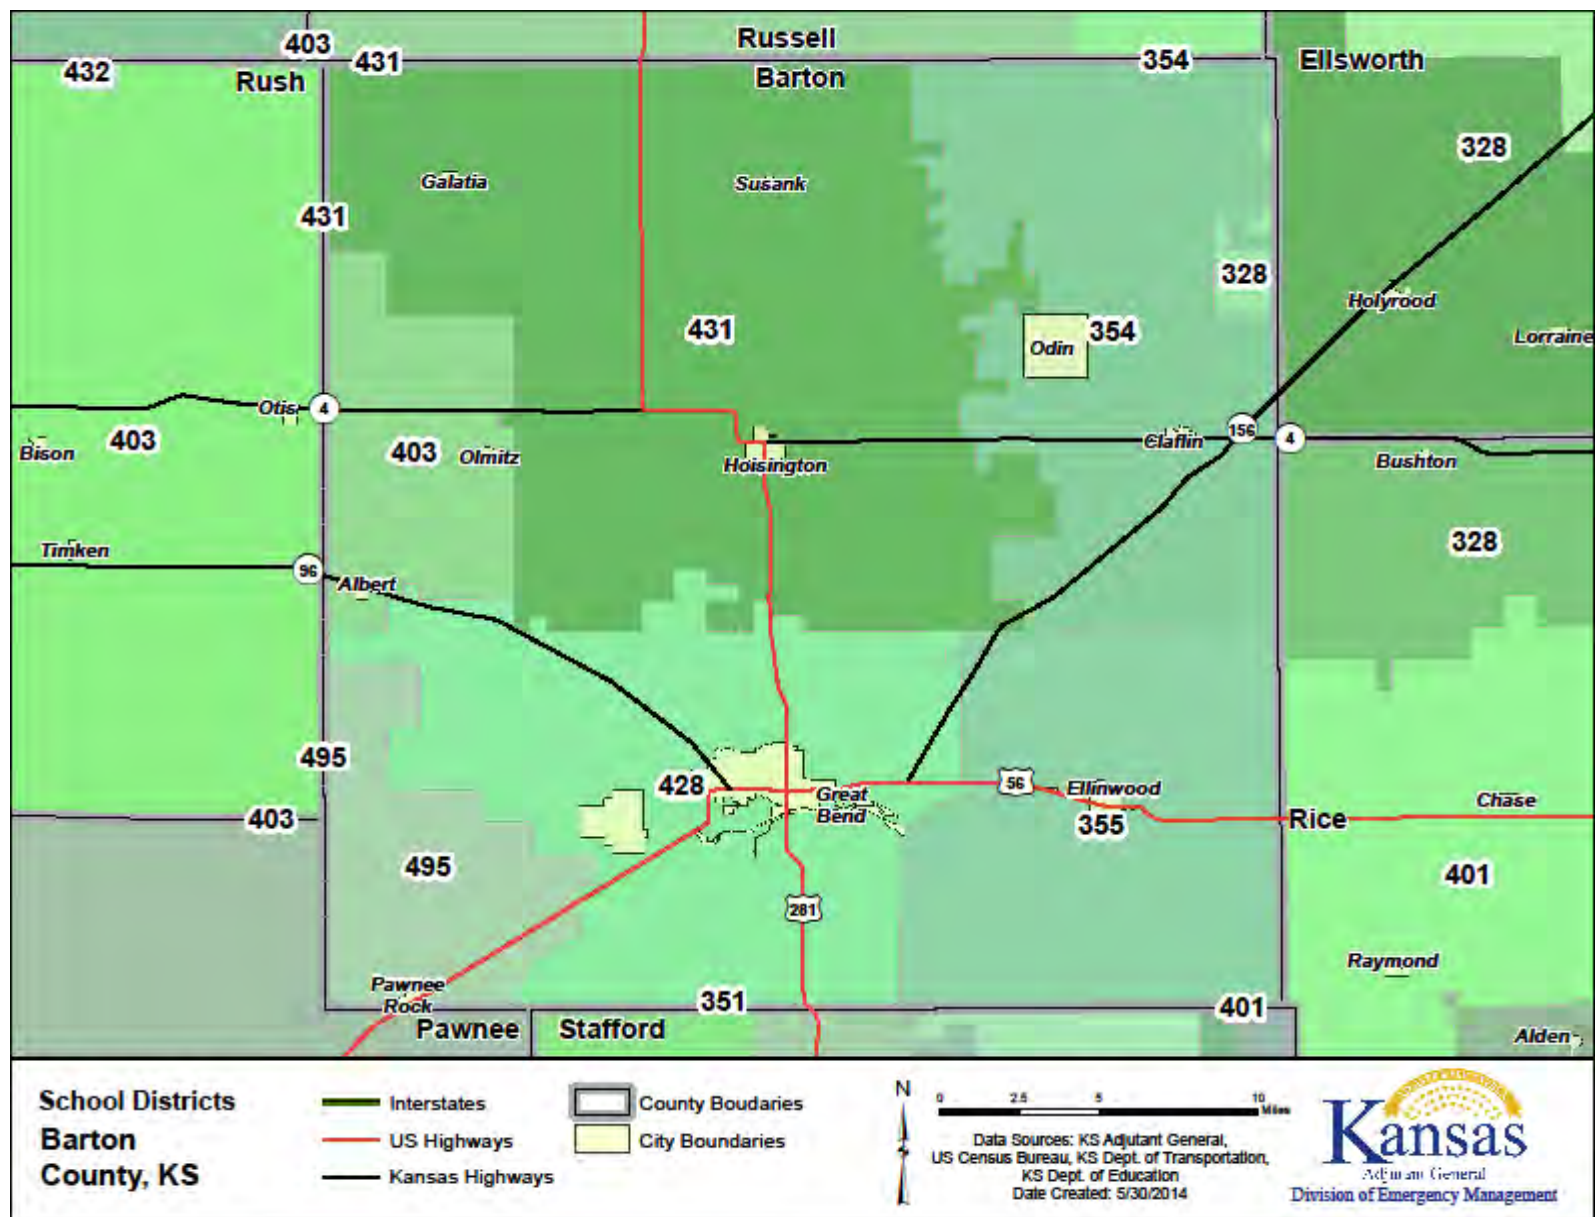 403
Russell
432
431
354
Ellsworth
Rush
Barton
328
Galatia
Susank
431
328
Holyrood
431
354
Lorraine
Odin
Otis
4
403
403
Bison
Olmitz
Hoisington
Claflin
156
4
Bushton
Timken
328
96
Albert
495
428
56
Ellinwood
Great
Bend
Chase
403
355
Rice
495
401
281
Raymond
Pawnee
Rock
351
401
Pawnee
Stafford
Alden
School Districts
Barton
County, KS
Interstates
US Highways
Kansas Highways
County Boudaries
City Boundaries
N
0 2.5 5 10
Miles
Data Sources: KS Adjutant General,
US Census Bureau, KS Dept. of Transportation,
KS Dept. of Education
Date Created: 5/30/2014
Kansas
Adjutant General
Division of Emergency Management